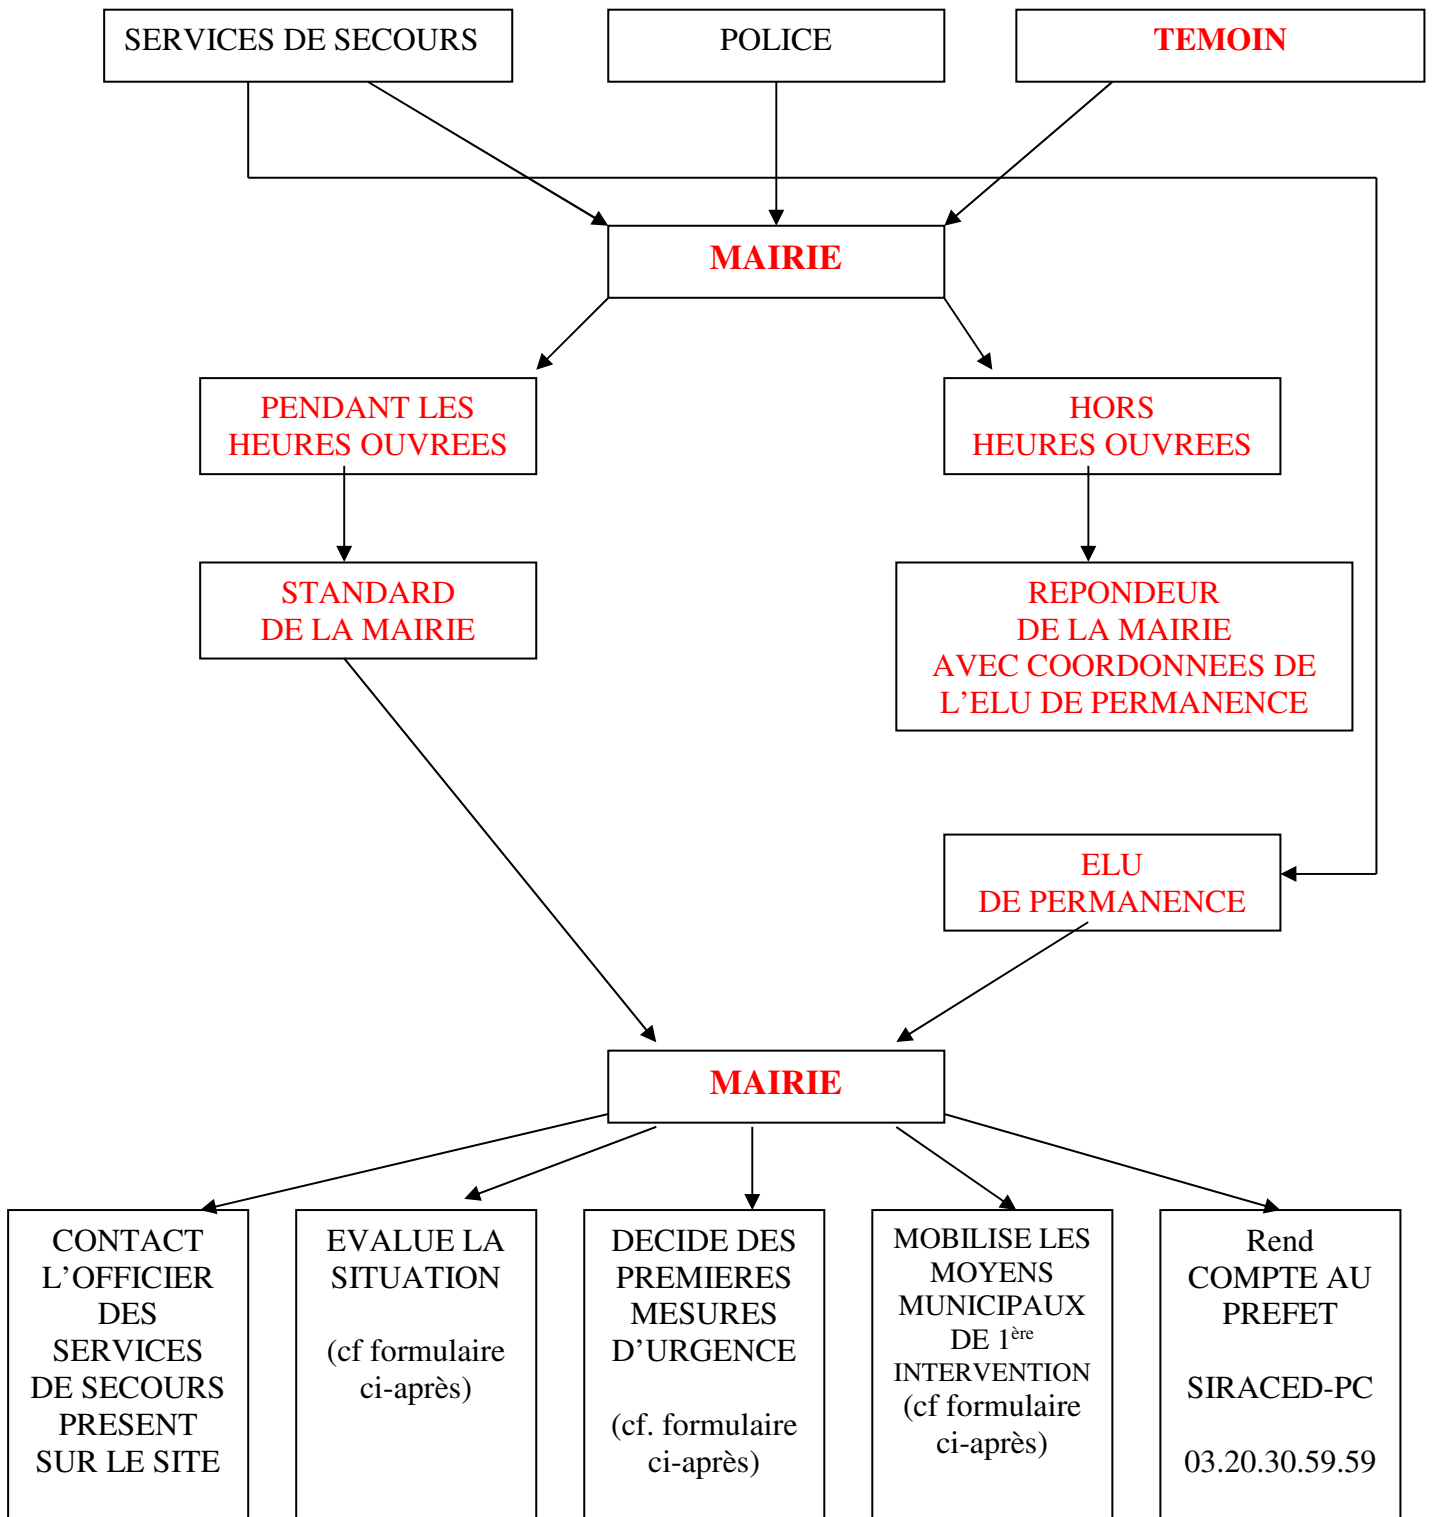 SERVICES DE SECOURS
POLICE
TEMOIN
MAIRIE
PENDANT LES
HEURES OUVREES
HORS
HEURES OUVREES
STANDARD
DE LA MAIRIE
REPONDEUR
DE LA MAIRIE
AVEC COORDONNEES DE
L’ELU DE PERMANENCE
ELU
DE PERMANENCE
MAIRIE
CONTACT
L’OFFICIER
DES
SERVICES
DE SECOURS
PRESENT
SUR LE SITE
EVALUE LA
SITUATION
(cf formulaire
ci-après)
DECIDE DES
PREMIERES
MESURES
D’URGENCE
(cf. formulaire
ci-après)
MOBILISE LES
MOYENS
MUNICIPAUX
DE 1ère
INTERVENTION
(cf formulaire
ci-après)
Rend
COMPTE AU
PREFET
SIRACED-PC
03.20.30.59.59